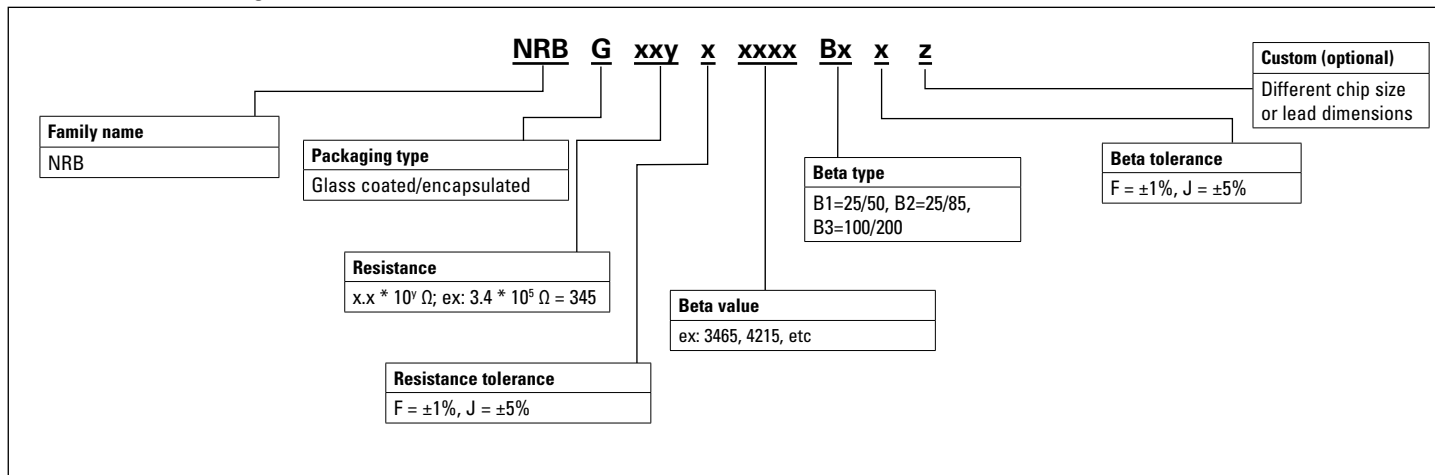 NRB G xxy x xxxx Bx x z
Custom (optional)
Different chip size
or lead dimensions
Family name
NRB
Packaging type
Glass coated/encapsulated
Beta type
B1=25/50, B2=25/85,
B3=100/200
Beta tolerance
F = ±1%, J = ±5%
Resistance
x.x * 10ʸ Ω; ex: 3.4 * 10⁵ Ω = 345
Beta value
ex: 3465, 4215, etc
Resistance tolerance
F = ±1%, J = ±5%